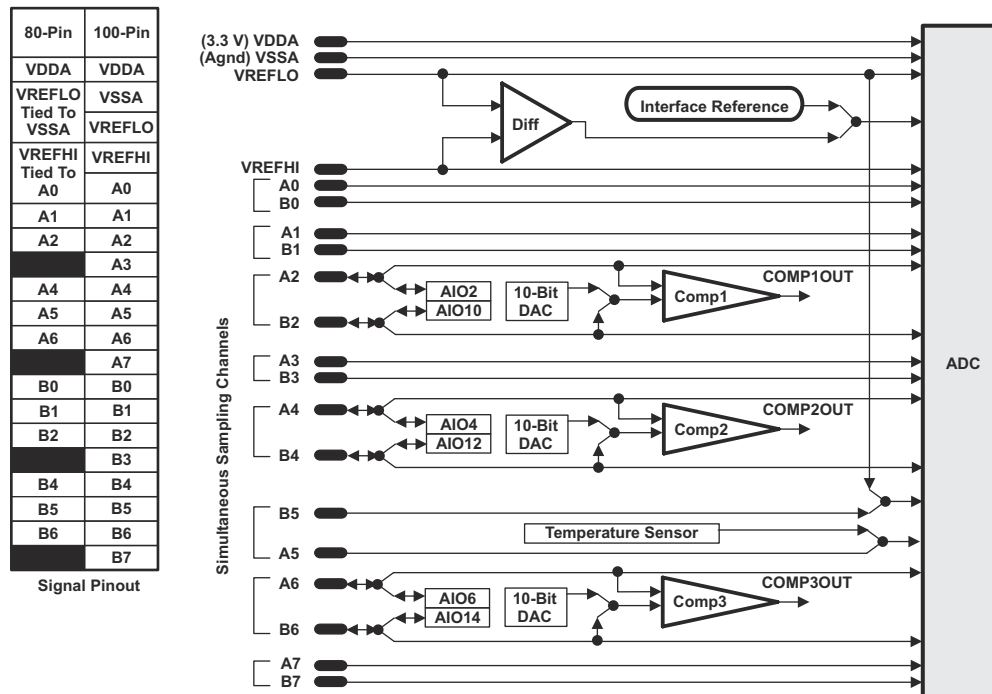 80-Pin 100-Pin
VDDA VDDA
VREFLO
Tied To
VSSA
VSSA
VREFLO
VREFHI
Tied To
A0
VREFHI
A0
A1 A1
A2 A2
A3
A4 A4
A5 A5
A6 A6
A7
B0 B0
B1 B1
B2 B2
B3
B4 B4
B5 B5
B6 B6
B7
Signal Pinout
Simultaneous Sampling Channels
(3.3 V) VDDA
(Agnd) VSSA
VREFLO
Interface Reference
Diff
VREFHI
A0
B0
A1
B1
A2
AIO2
AIO10
10-Bit
DAC
Comp1
COMP1OUT
B2
A3
B3
ADC
A4
AIO4
AIO12
10-Bit
DAC
Comp2
COMP2OUT
B4
B5
Temperature Sensor
A5
A6
AIO6
AIO14
10-Bit
DAC
Comp3
COMP3OUT
B6
A7
B7